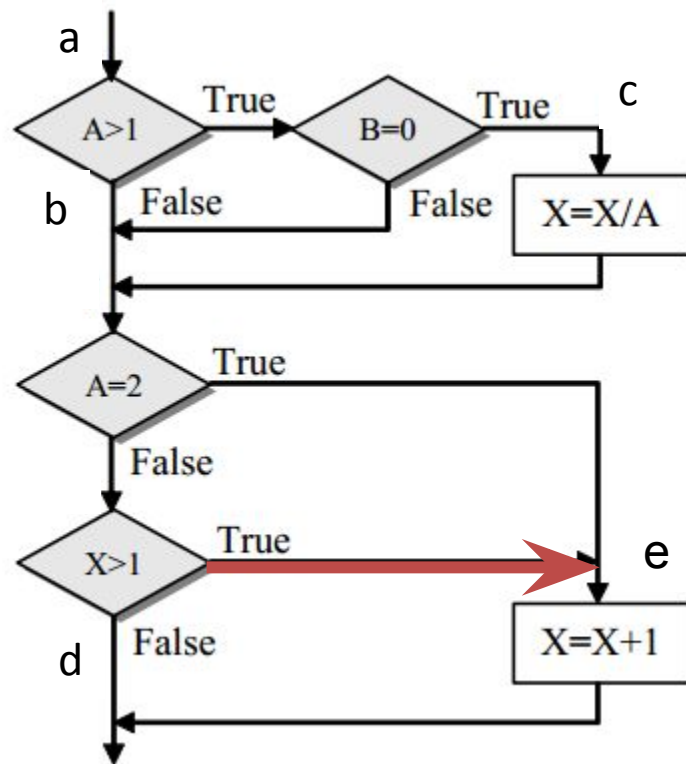 a
True
True
c
A>1
B=0
b
False
False
X=X/A
True
A=2
False
True
e
X>1
d
False
X=X+1